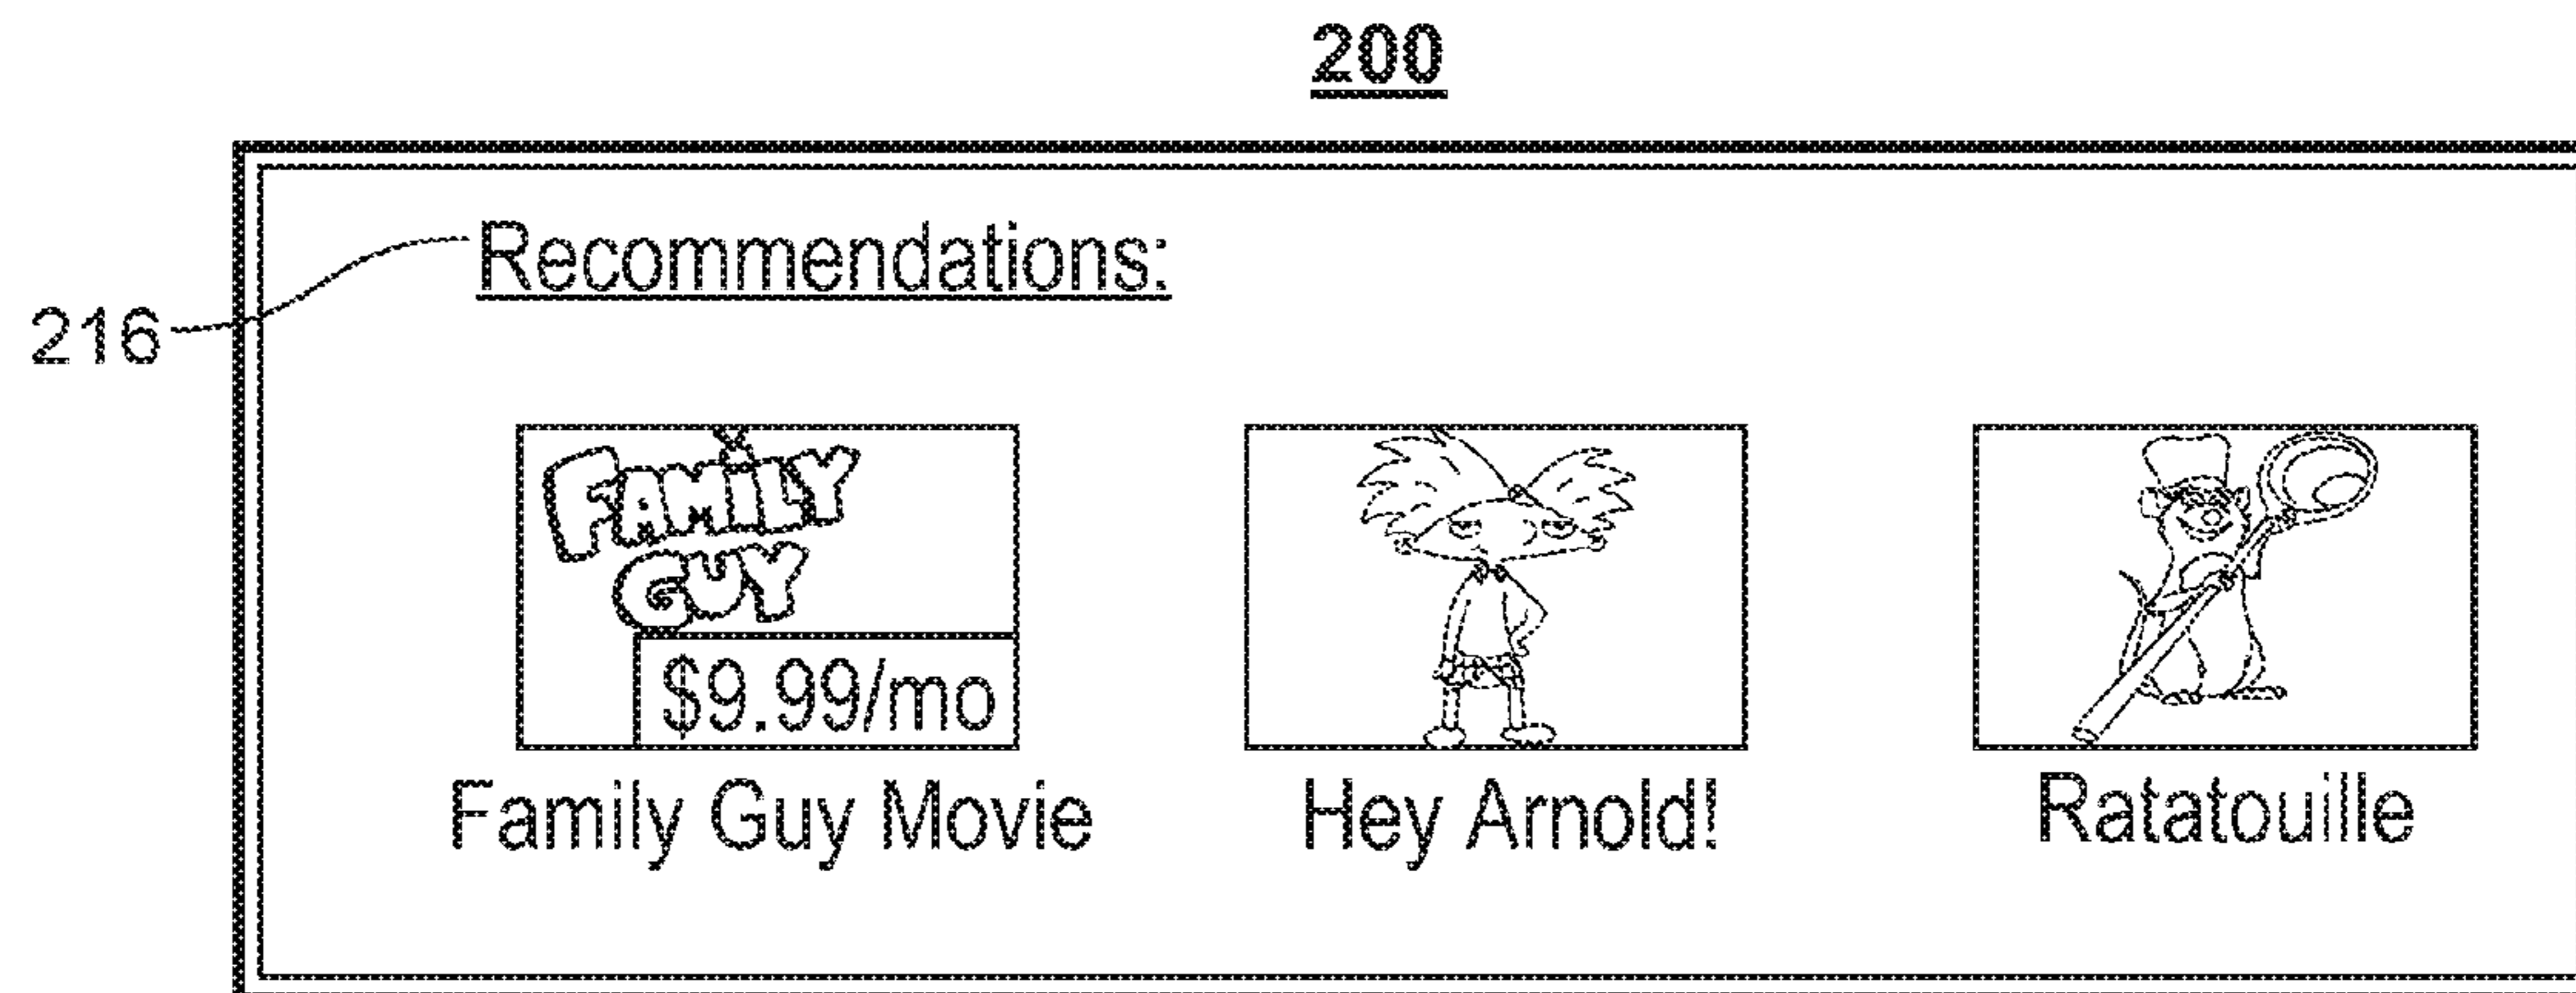 200
Recommendations:
216
FAMILY
GUY
$9.99/mo
Family Guy Movie
Hey Arnold!
Ratatouille